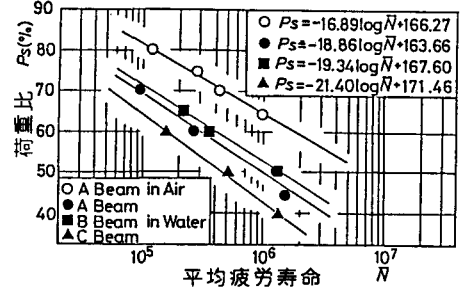 90
80
70
60
50
40
荷重比 Ps(%)
○ Ps=-16.89logN̄+166.27
● Ps=-18.86logN̄+163.66
■ Ps=-19.34logN̄+167.60
▲ Ps=-21.40logN̄+171.46
○ A Beam in Air
● A Beam
■ B Beam in Water
▲ C Beam
10⁵ 10⁶ 10⁷
平均疲労寿命 N̄